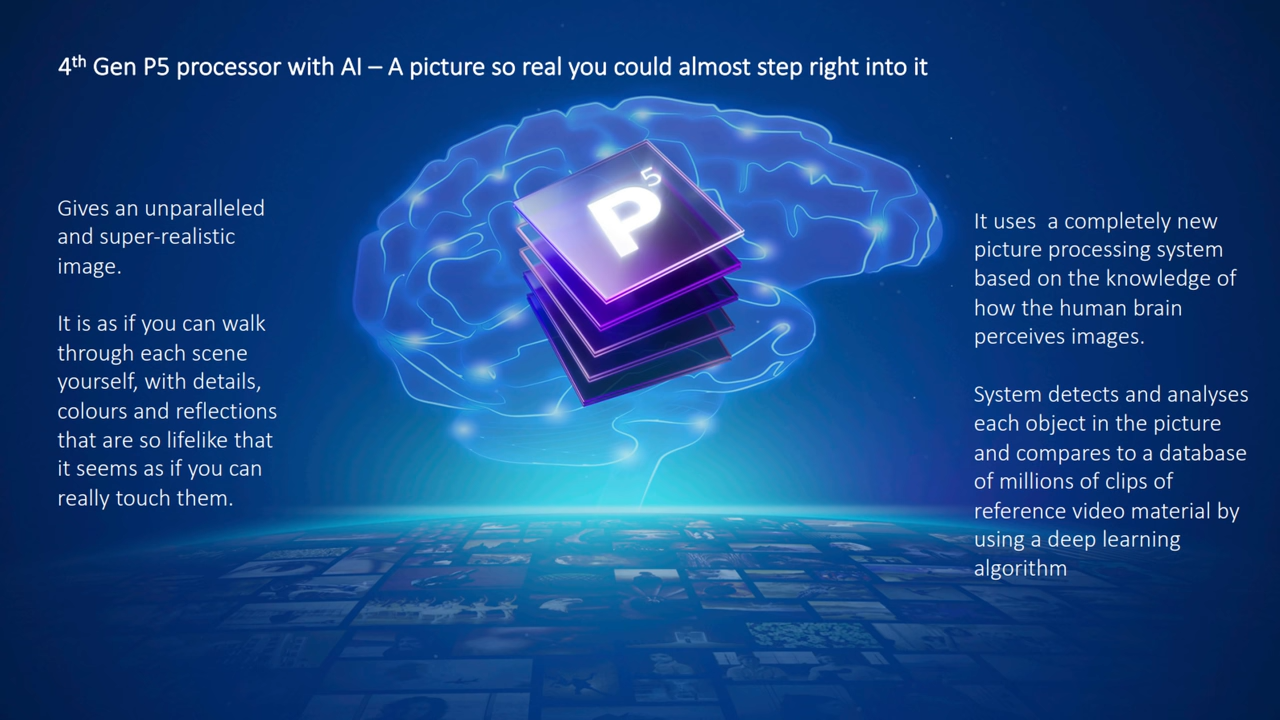 4th Gen P5 processor with AI – A picture so real you could almost step right into it
P5
Gives an unparalleled
and super-realistic
image.
It is as if you can walk
through each scene
yourself, with details,
colours and reflections
that are so lifelike that
it seems as if you can
really touch them.
It uses  a completely new
picture processing system
based on the knowledge of
how the human brain
perceives images.
System detects and analyses
each object in the picture
and compares to a database
of millions of clips of
reference video material by
using a deep learning
algorithm